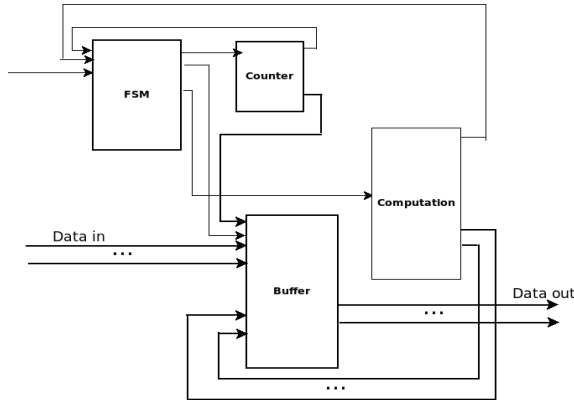 Counter
FSM
Computation
Data in
...
Buffer
Data out
...
...